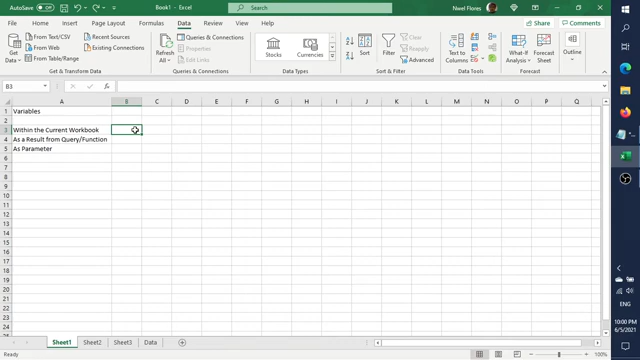 AutoSave Off Book1 - Excel Search Niwel Flores
File Home Insert Page Layout Formulas Data Review View Developer Help Power Pivot Share Comments
Get Data From Text/CSV Recent Sources
From Web Existing Connections
From Table/Range
Get & Transform Data
Refresh All Queries & Connections
Properties
Edit Links
Queries & Connections
Stocks Currencies
Data Types
Sort Filter Clear
Reapply
Advanced
Sort & Filter
Text to Columns
Data Tools
What-If Analysis Forecast Sheet
Forecast
Outline
B3 fx
A B C D E F G H I J K L M N O P Q
1 Variables
2
3 Within the Current Workbook
4 As a Result from Query/Function
5 As Parameter
6
7
8
9
10
11
12
13
14
15
16
17
18
19
20
21
22
23
24
25
Sheet1 Sheet2 Sheet3 Data
100%
ENG
10:00 PM
6/5/2021